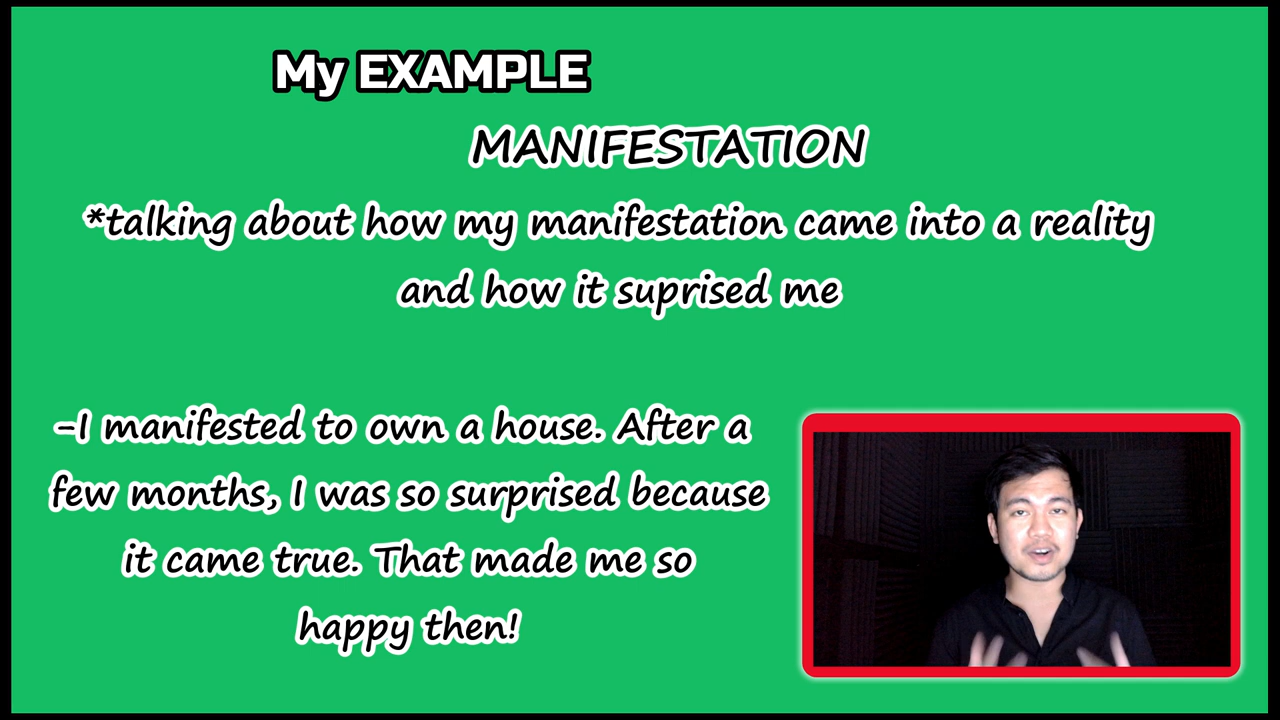 My EXAMPLE
MANIFESTATION
*talking about how my manifestation came into a reality
and how it suprised me
-I manifested to own a house. After a
few months, I was so surprised because
it came true. That made me so
happy then!